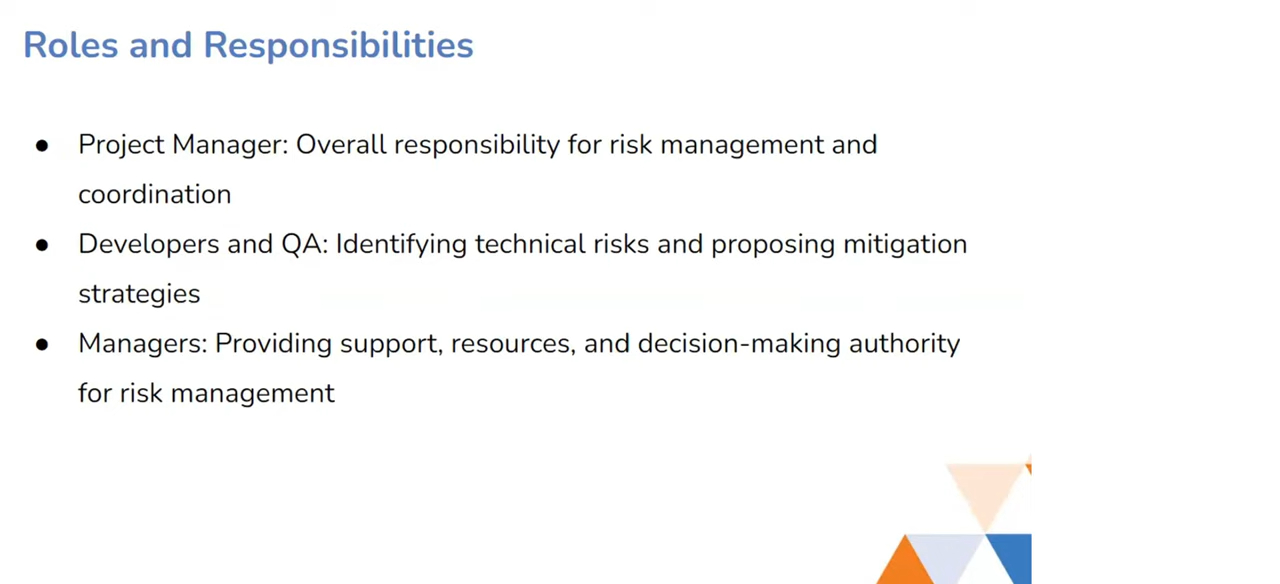 Roles and Responsibilities
● Project Manager: Overall responsibility for risk management and
coordination
● Developers and QA: Identifying technical risks and proposing mitigation
strategies
● Managers: Providing support, resources, and decision-making authority
for risk management